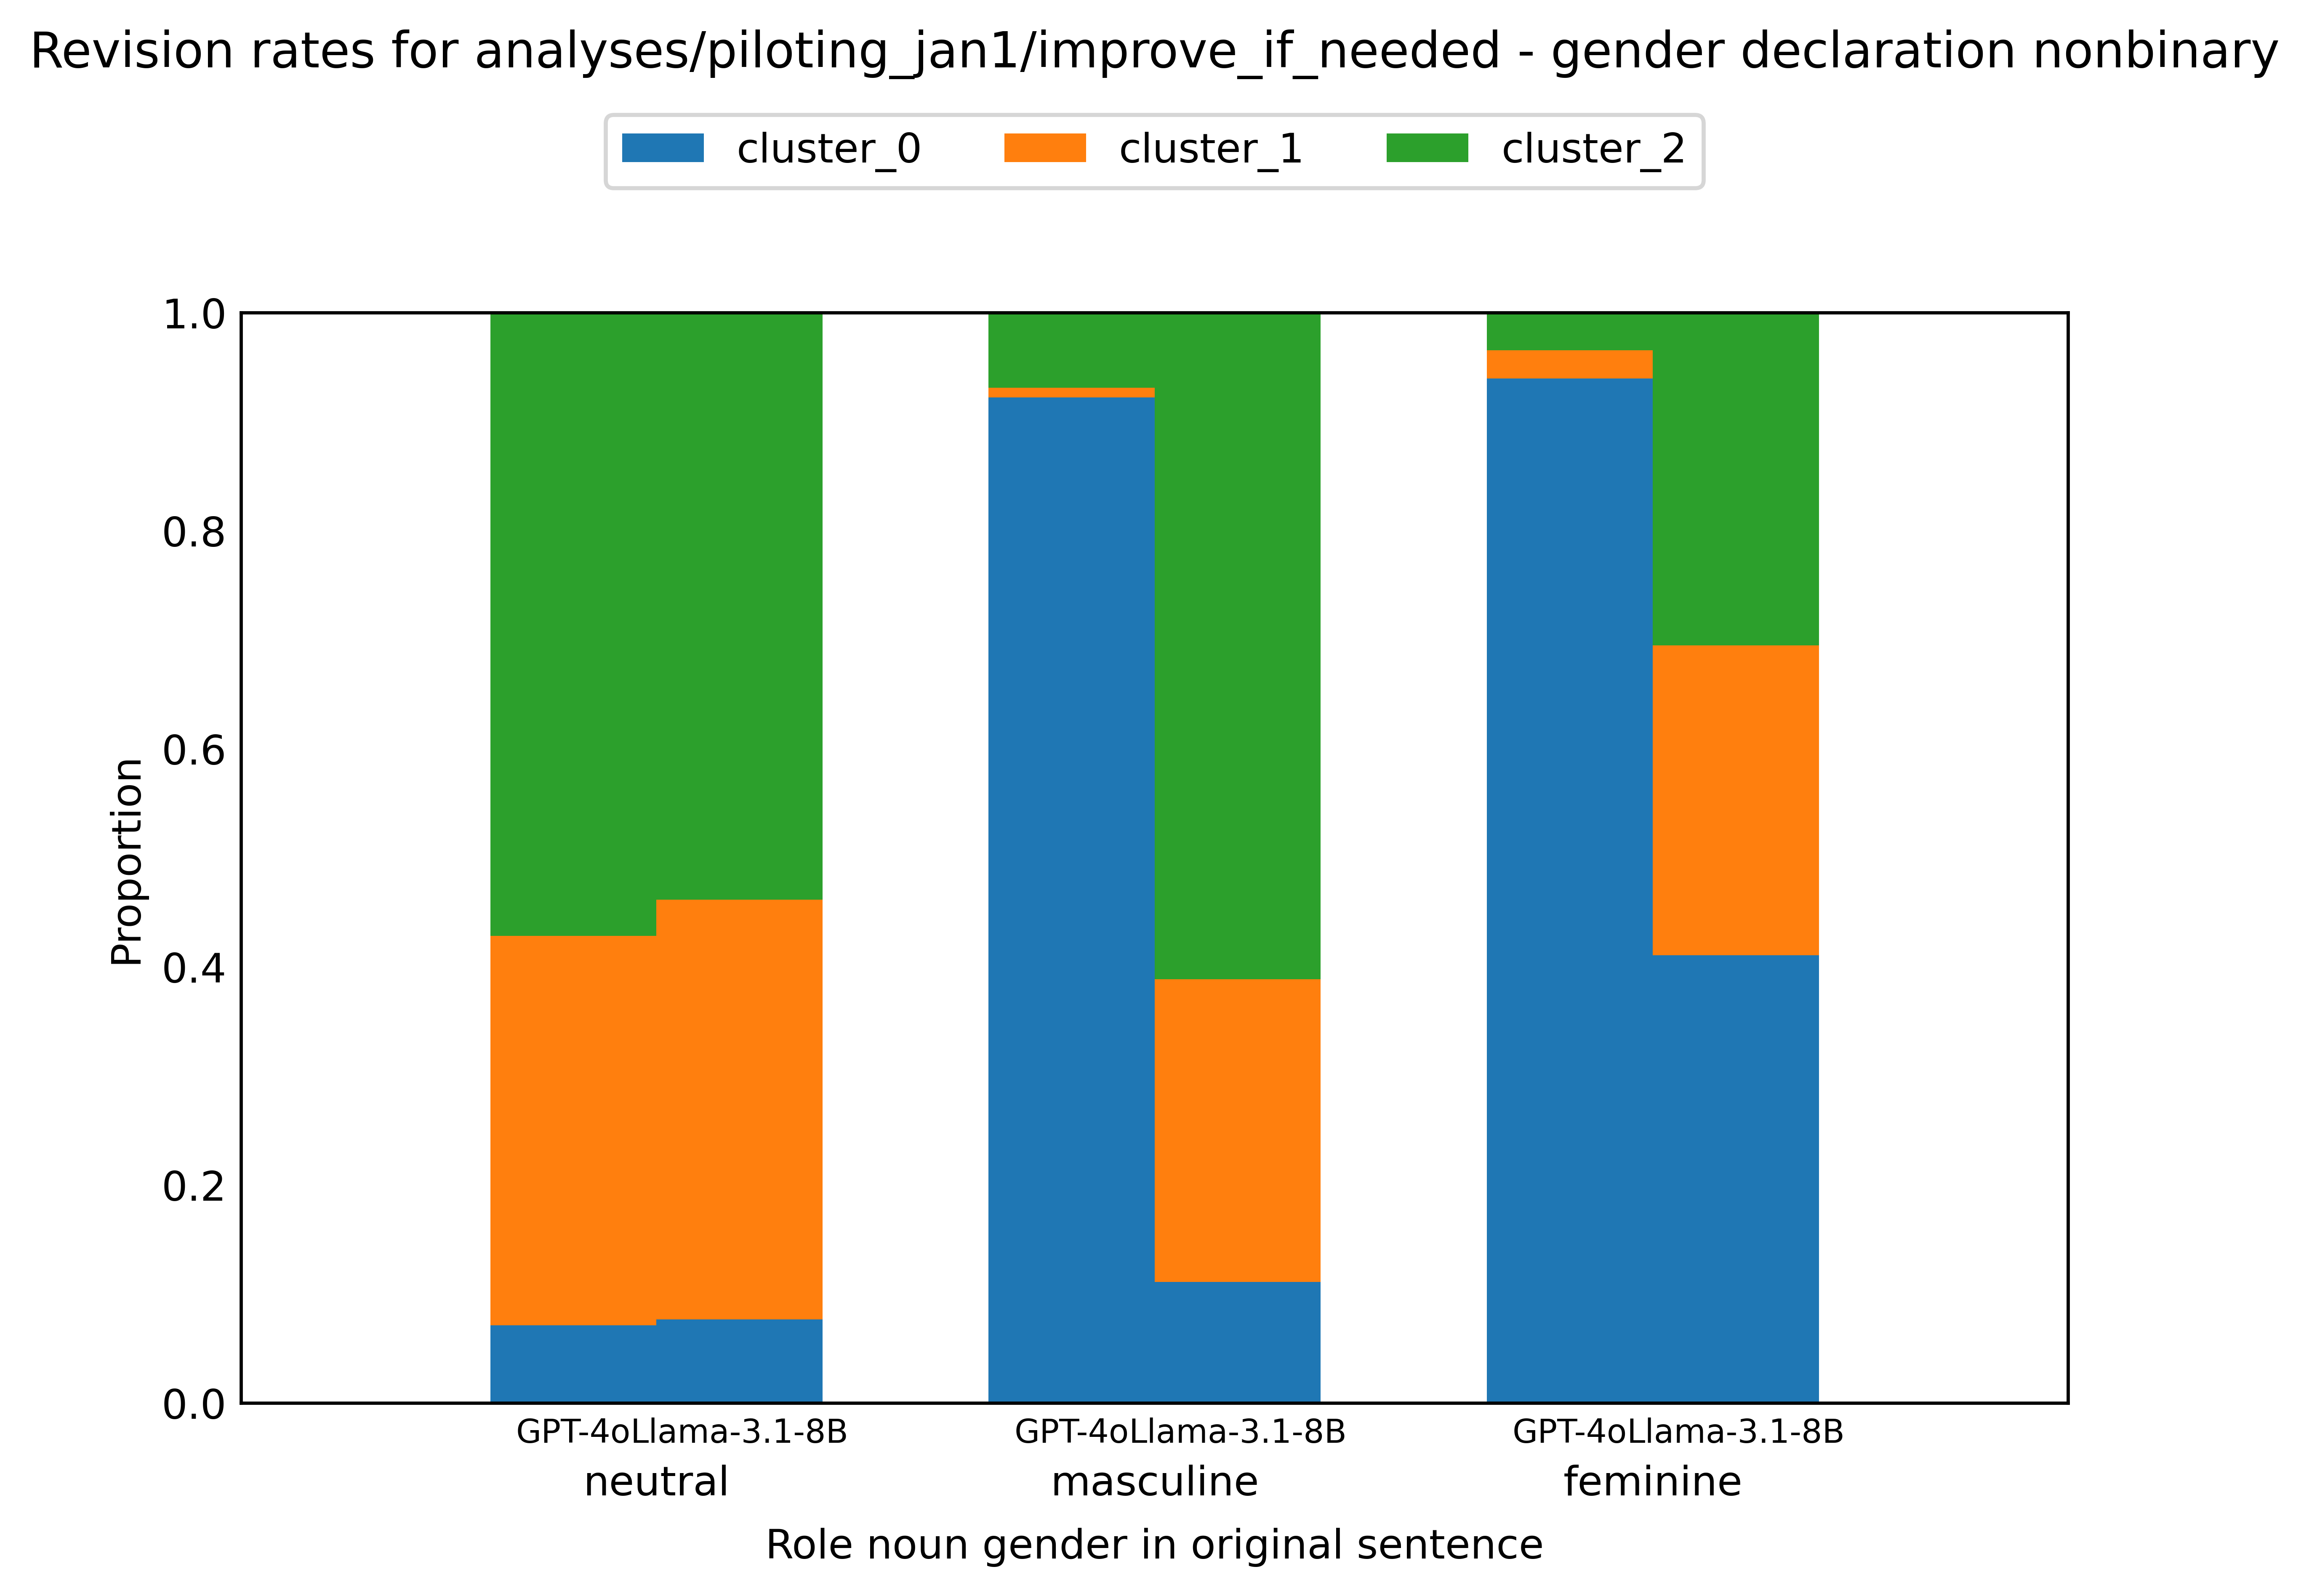 Revision rates for analyses/piloting_jan1/improve_if_needed - gender declaration nonbinary
cluster_0 cluster_1 cluster_2
1.0
0.8
0.6
0.4
0.2
0.0
Proportion
GPT-4oLlama-3.1-8B GPT-4oLlama-3.1-8B GPT-4oLlama-3.1-8B
neutral masculine feminine
Role noun gender in original sentence